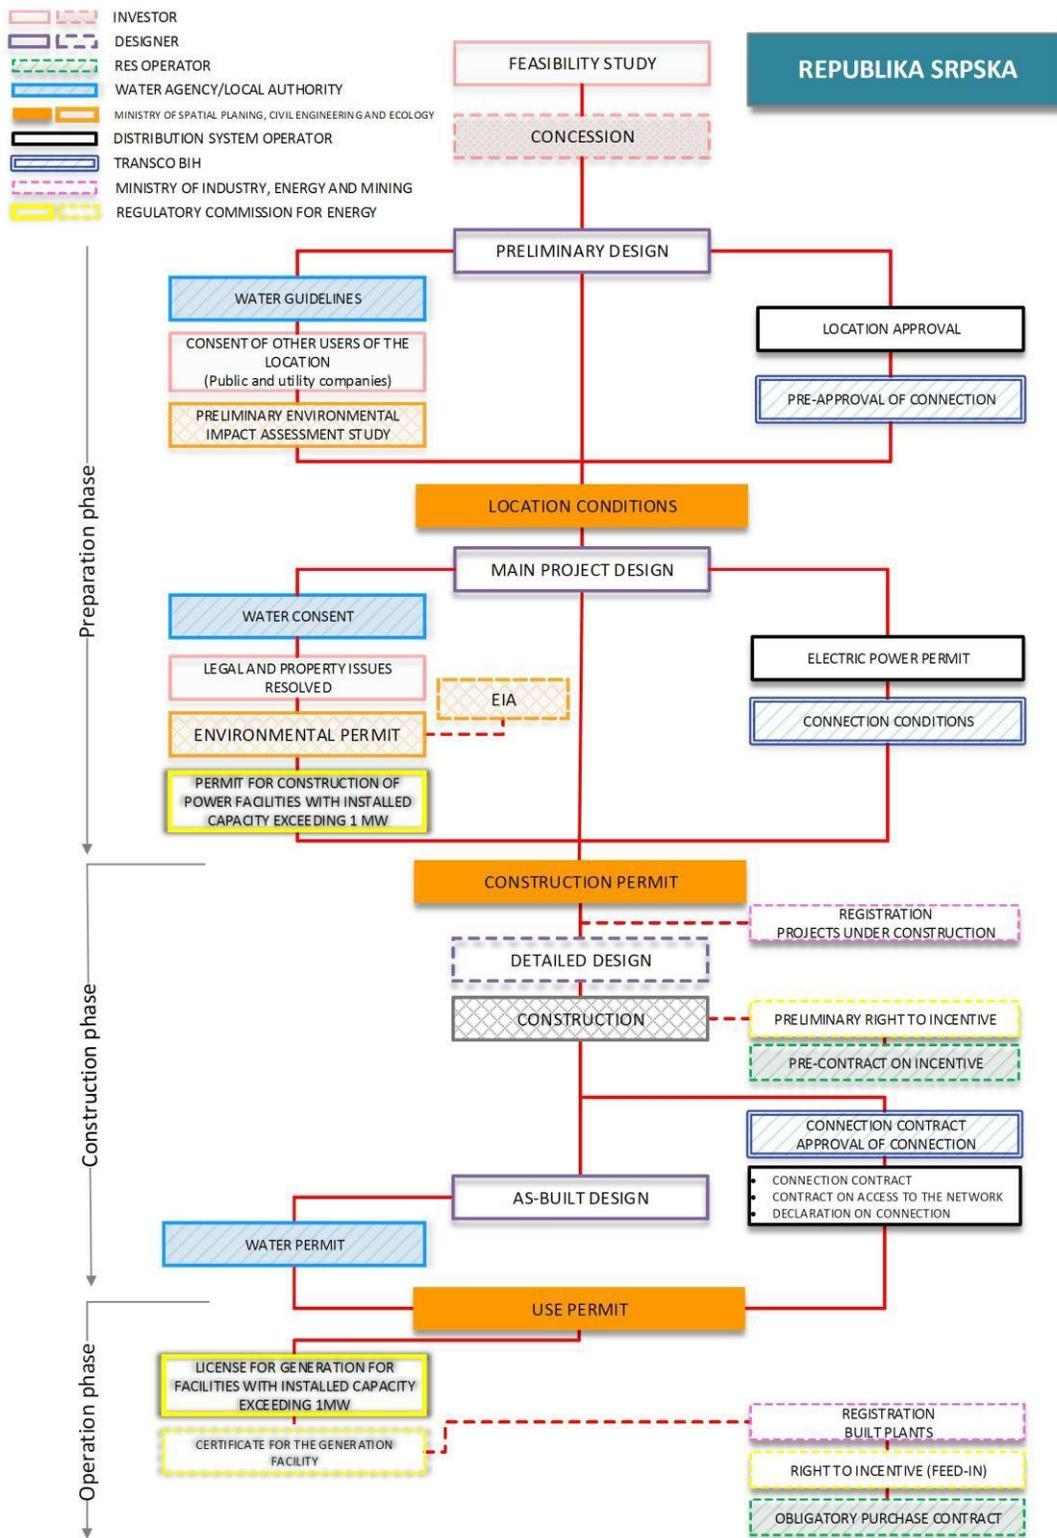 INVESTOR
DESIGNER
RES OPERATOR
WATER AGENCY/LOCAL AUTHORITY
MINISTRY OF SPATIAL PLANING, CIVIL ENGINEERING AND ECOLOGY
DISTRIBUTION SYSTEM OPERATOR
TRANSCO BIH
MINISTRY OF INDUSTRY, ENERGY AND MINING
REGULATORY COMMISSION FOR ENERGY
REPUBLIKA SRPSKA
FEASIBILITY STUDY
CONCESSION
Preparation phase
PRELIMINARY DESIGN
WATER GUIDELINES
CONSENT OF OTHER USERS OF THE
LOCATION
(Public and utility companies)
PRELIMINARY ENVIRONMENTAL
IMPACT ASSESSMENT STUDY
LOCATION APPROVAL
PRE-APPROVAL OF CONNECTION
LOCATION CONDITIONS
MAIN PROJECT DESIGN
WATER CONSENT
LEGAL AND PROPERTY ISSUES
RESOLVED
EIA
ENVIRONMENTAL PERMIT
PERMIT FOR CONSTRUCTION OF
POWER FACILITIES WITH INSTALLED
CAPACITY EXCEEDING 1 MW
ELECTRIC POWER PERMIT
CONNECTION CONDITIONS
Construction phase
CONSTRUCTION PERMIT
REGISTRATION
PROJECTS UNDER CONSTRUCTION
DETAILED DESIGN
CONSTRUCTION
PRELIMINARY RIGHT TO INCENTIVE
PRE-CONTRACT ON INCENTIVE
CONNECTION CONTRACT
APPROVAL OF CONNECTION
• CONNECTION CONTRACT
• CONTRACT ON ACCESS TO THE NETWORK
• DECLARATION ON CONNECTION
AS-BUILT DESIGN
WATER PERMIT
USE PERMIT
Operation phase
LICENSE FOR GENERATION FOR
FACILITIES WITH INSTALLED CAPACITY
EXCEEDING 1MW
CERTIFICATE FOR THE GENERATION
FACILITY
REGISTRATION
BUILT PLANTS
RIGHT TO INCENTIVE (FEED-IN)
OBLIGATORY PURCHASE CONTRACT